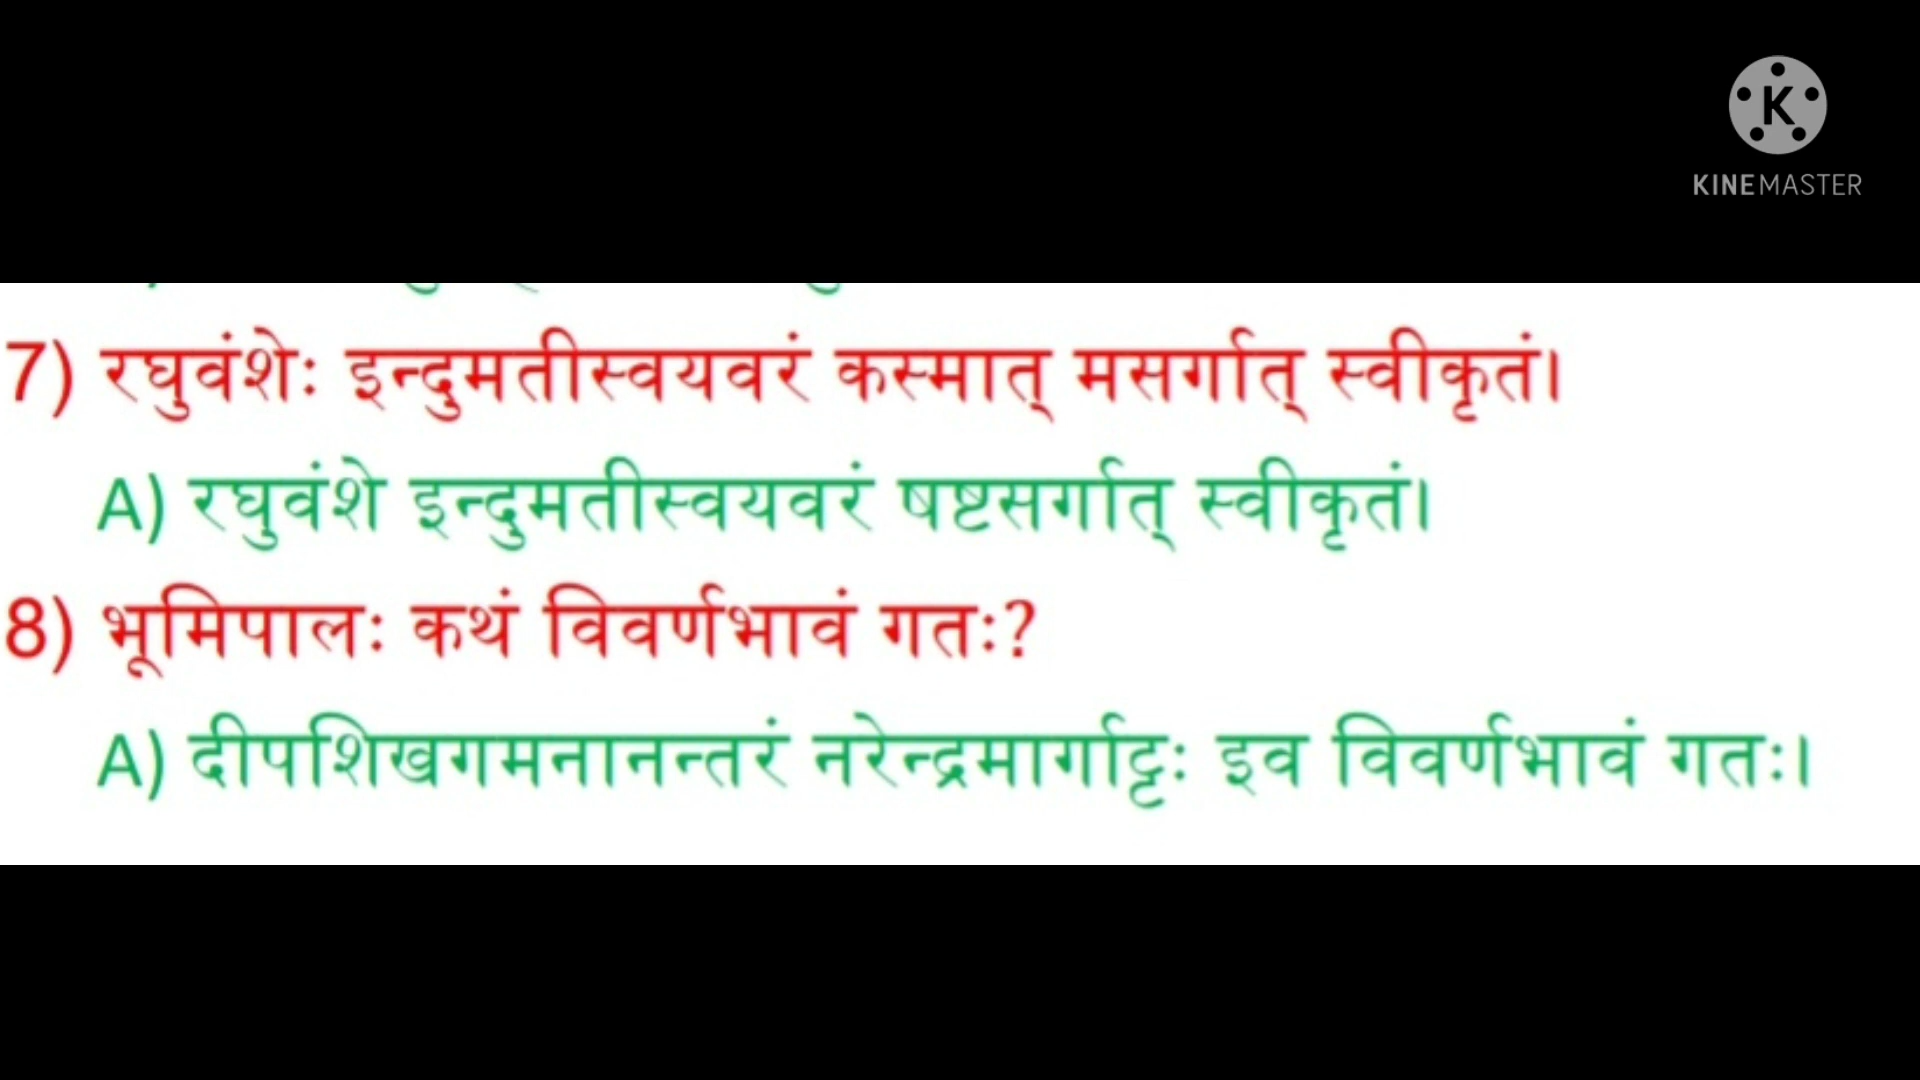 K
KINEMASTER
7) रघुवंशेः इन्दुमतीस्वयवरं कस्मात् मसर्गात् स्वीकृतं।
A) रघुवंशे इन्दुमतीस्वयवरं षष्टसर्गात् स्वीकृतं।
8) भूमिपालः कथं विवर्णभावं गतः?
A) दीपशिखगमनानन्तरं नरेन्द्रमार्गाट्टः इव विवर्णभावं गतः।